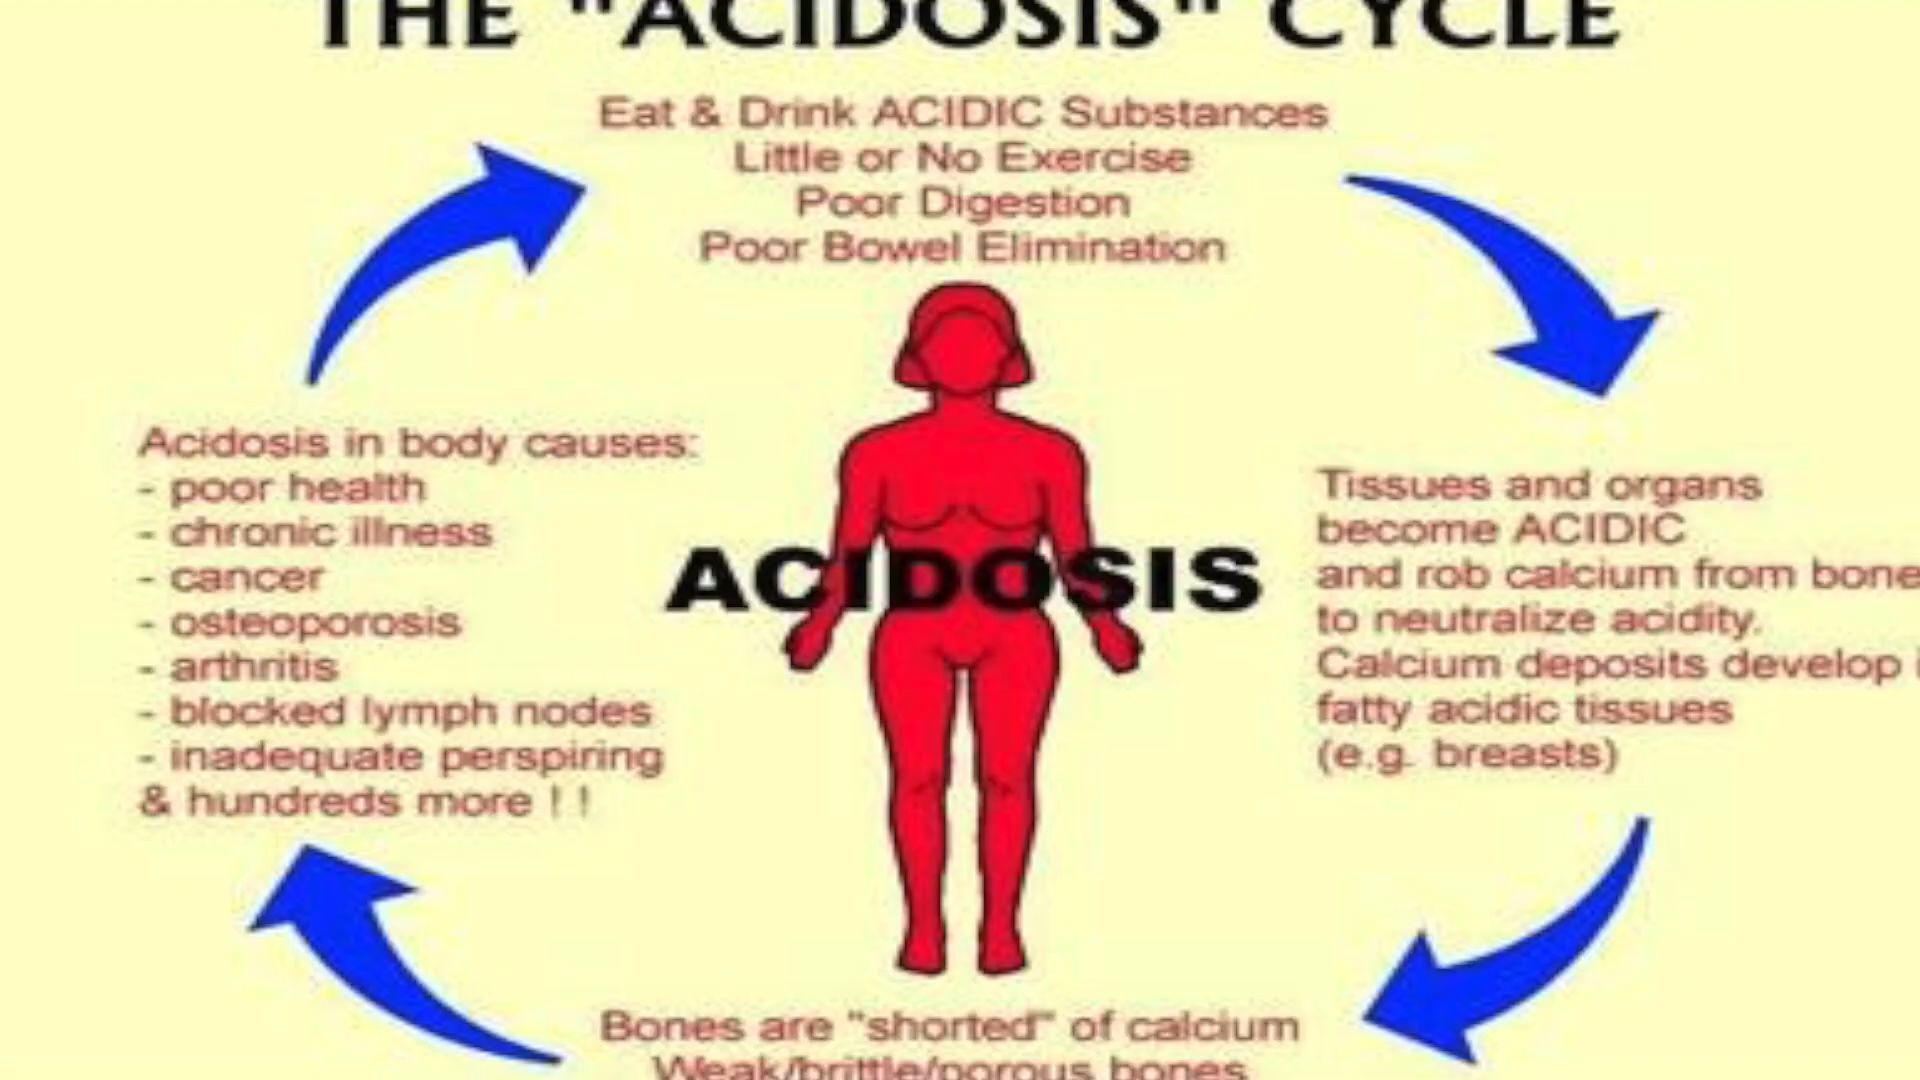 THE "ACIDOSIS" CYCLE
Eat & Drink ACIDIC Substances
Little or No Exercise
Poor Digestion
Poor Bowel Elimination
Tissues and organs
become ACIDIC
and rob calcium from bone
to neutralize acidity.
Calcium deposits develop
fatty acidic tissues
(e.g. breasts)
Bones are "shorted" of calcium
Weak/brittle/porous bones
Acidosis in body causes:
- poor health
- chronic illness
- cancer
- osteoporosis
- arthritis
- blocked lymph nodes
- inadequate perspiring
& hundreds more ! !
ACIDOSIS